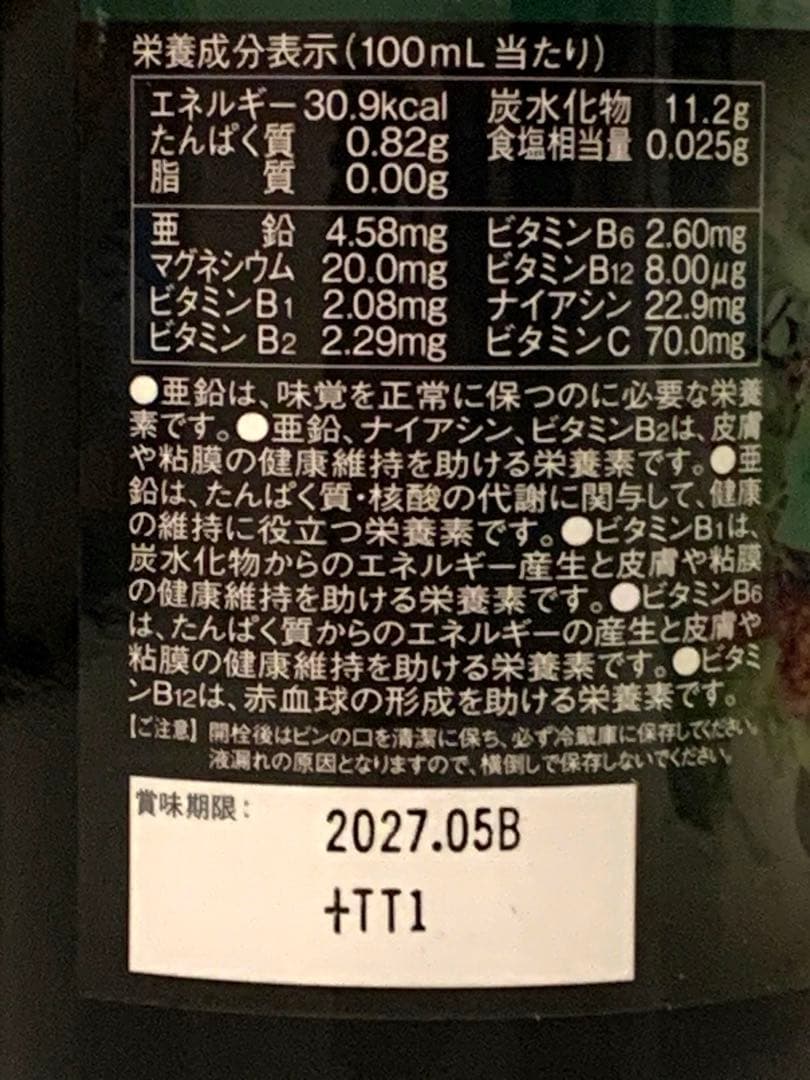 栄養成分表示(100mL当たり)
エネルギー 30.9kcal 炭水化物 11.2g
たんぱく質 0.82g 食塩相当量 0.025g
脂質 0.00g
亜鉛 4.58mg ビタミンB6 2.60mg
マグネシウム 20.0mg ビタミンB12 8.00μg
ビタミンB1 2.08mg ナイアシン 22.9mg
ビタミンB2 2.29mg ビタミンC 70.0mg
●亜鉛は、味覚を正常に保つのに必要な栄養
素です。●亜鉛、ナイアシン、ビタミンB2は、皮膚
や粘膜の健康維持を助ける栄養素です。●亜
鉛は、たんぱく質・核酸の代謝に関与して、健康
の維持に役立つ栄養素です。●ビタミンB1は、
炭水化物からのエネルギー産生と皮膚や粘膜
の健康維持を助ける栄養素です。●ビタミンB6
は、たんぱく質からのエネルギーの産生と皮膚や
粘膜の健康維持を助ける栄養素です。●ビタミ
ンB12は、赤血球の形成を助ける栄養素です。
【ご注意】開栓後はビンの口を清潔に保ち、必ず冷蔵庫に保存してください。
液漏れの原因となりますので、横倒しで保存しないでください。
賞味期限:
2027.05B
+TT1